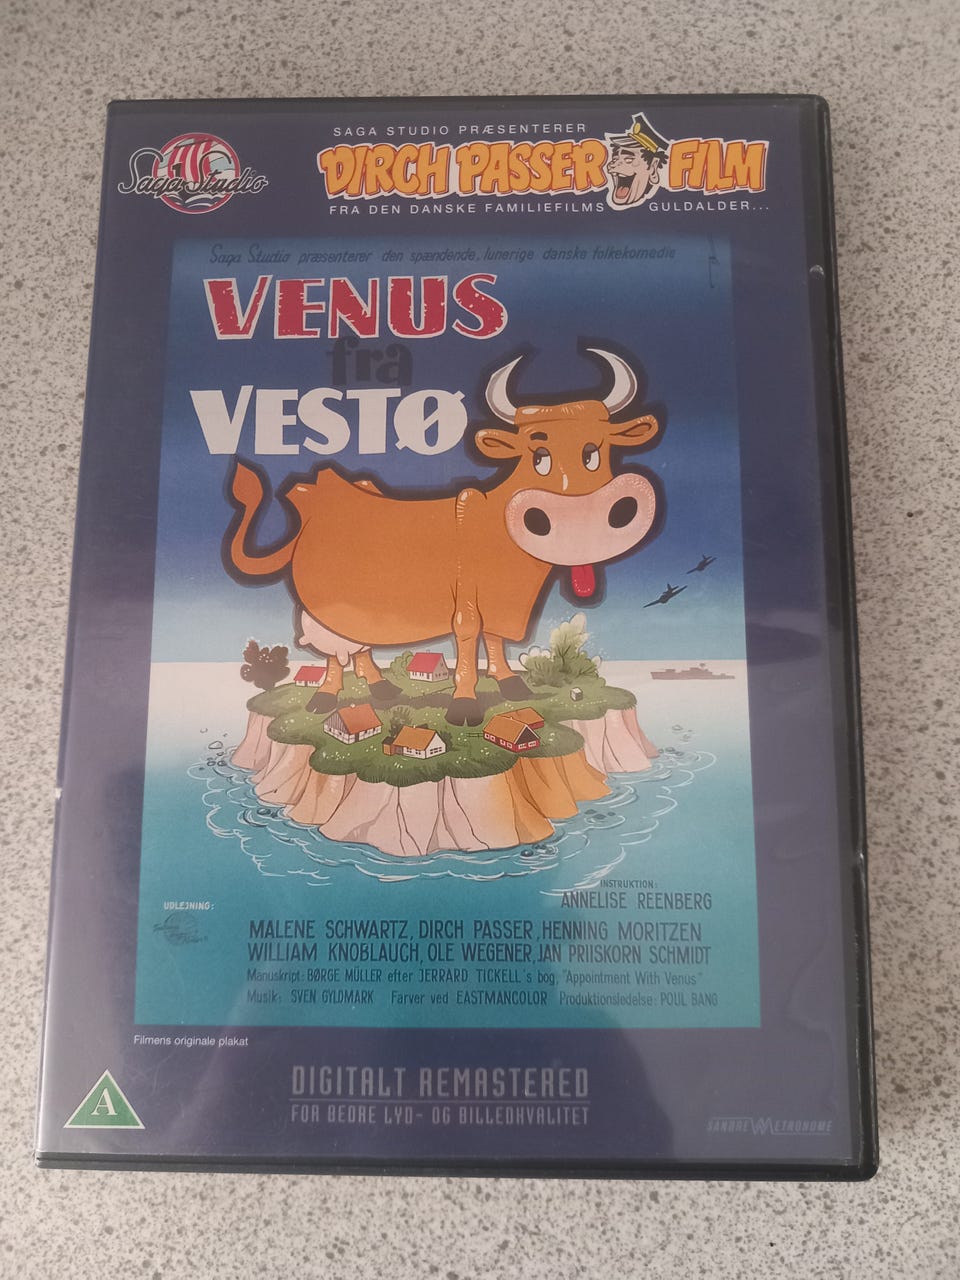 SAGA STUDIO PRÆSENTERER
Saga Studio
DIRCH PASSER FILM
FRA DEN DANSKE FAMILIEFILMS GULDALDER...
Saga Studio præsenterer den spændende, lunerige danske folkekomedie
VENUS
fra
VESTØ
INSTRUKTION:
ANNELISE REENBERG
UDLEJNING:
MALENE SCHWARTZ, DIRCH PASSER, HENNING MORITZEN
WILLIAM KNOBLAUCH, OLE WEGENER, JAN PRIISKORN SCHMIDT
Manuskript: BØRGE MÜLLER efter JERRARD TICKELL's bog, "Appointment With Venus"
Musik: SVEN GYLDMARK Farver ved EASTMANCOLOR Produktionsledelse: POUL BANG
Filmens originale plakat
DIGITALT REMASTERED
FOR BEDRE LYD- OG BILLEDKVALITET
A
SANDREW METRONOME